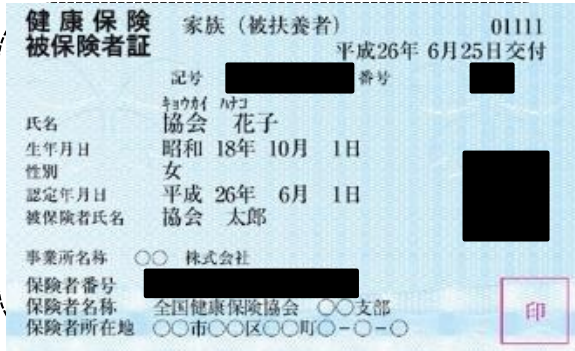 健康保険 家族（被扶養者） 01111
被保険者証 平成26年 6月25日交付
記号 番号
ｷｮｳｶｲ ﾊﾅｺ
氏名 協会 花子
生年月日 昭和 18年 10月 1日
性別 女
認定年月日 平成 26年 6月 1日
被保険者氏名 協会 太郎
事業所名称 ○○ 株式会社
保険者番号
保険者名称 全国健康保険協会 ○○支部
保険者所在地 ○○市○○区○○町○－○－○
印